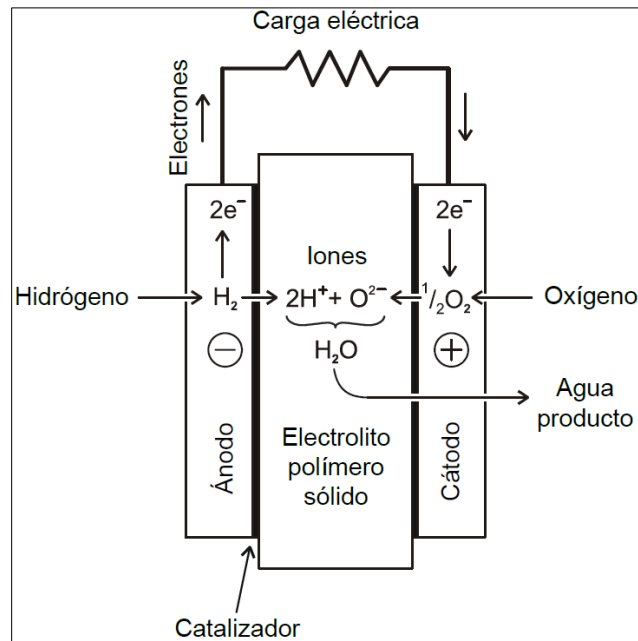 Carga eléctrica
Electrones
2e⁻
2e⁻
Iones
Hidrógeno
H₂
2H⁺ + O²⁻
½O₂
Oxígeno
−
H₂O
+
Agua
producto
Ánodo
Electrolito
polímero
sólido
Cátodo
Catalizador